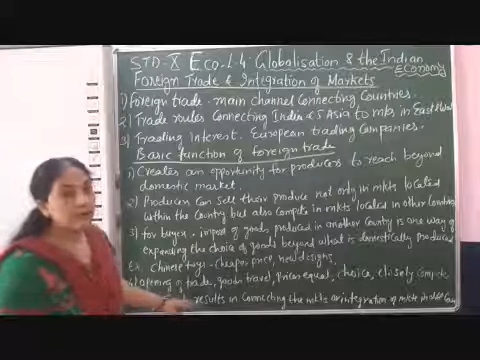 STD-X Eco.L-4: Globalisation & the Indian
Economy
Foreign Trade & Integration of Markets
1) Foreign trade - main channel Connecting Countries.
2) Trade routes Connecting India & S Asia to mkts in East &
3) Trading Interest - European trading Companies.
Basic function of foreign trade
1) Creates an opportunity for producers to reach beyond
domestic market.
2) Producers Can sell their produce not only in mkts located
within the Country but also compete in mkts located in other Countries
3) for buyers - import of goods produced in another Country is one way of
expanding the choice of goods beyond what is domestically produced
Ex. Chinese toys - cheaper price, new designs,
4) opening of trade, goods travel, Prices equal, choice, closely compete
results in connecting the mkts or integration of mkts in